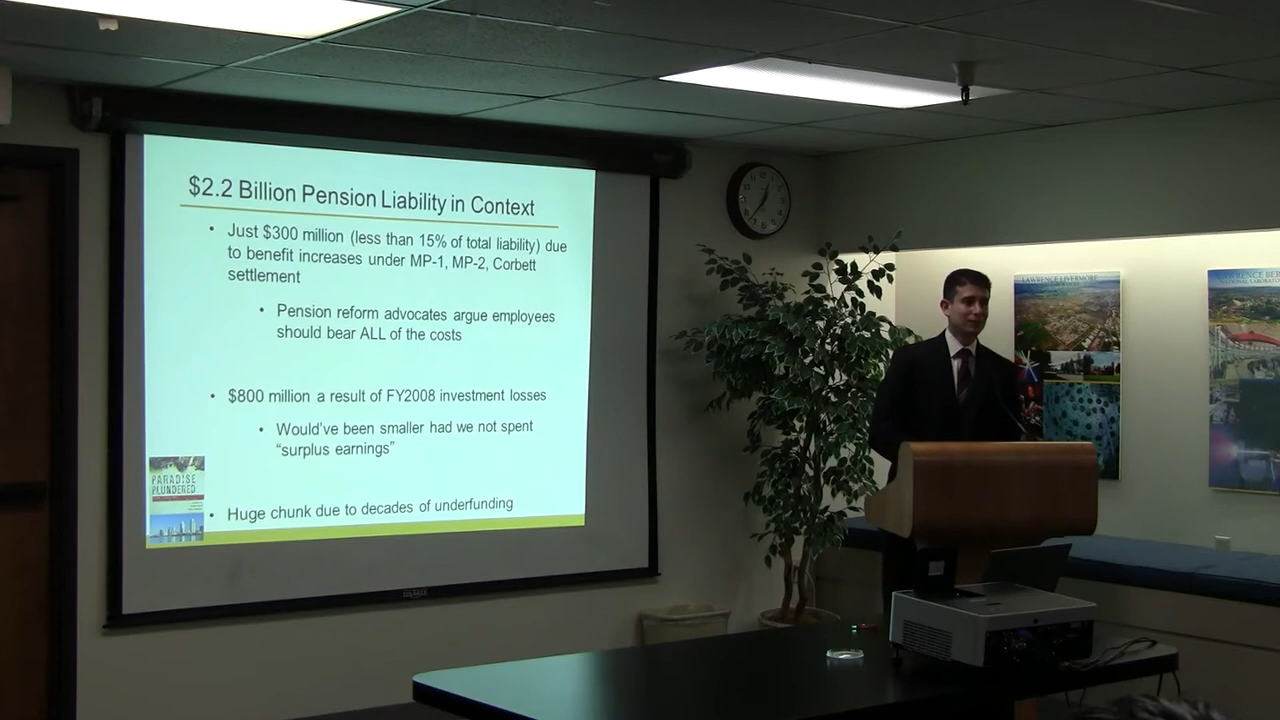 $2.2 Billion Pension Liability in Context
• Just $300 million (less than 15% of total liability) due
to benefit increases under MP-1, MP-2, Corbett
settlement
• Pension reform advocates argue employees
should bear ALL of the costs
• $800 million a result of FY2008 investment losses
• Would've been smaller had we not spent
“surplus earnings”
• Huge chunk due to decades of underfunding
PARADISE
PLUNDERED
LAWRENCE LIVERMORE
LAWRENCE BER